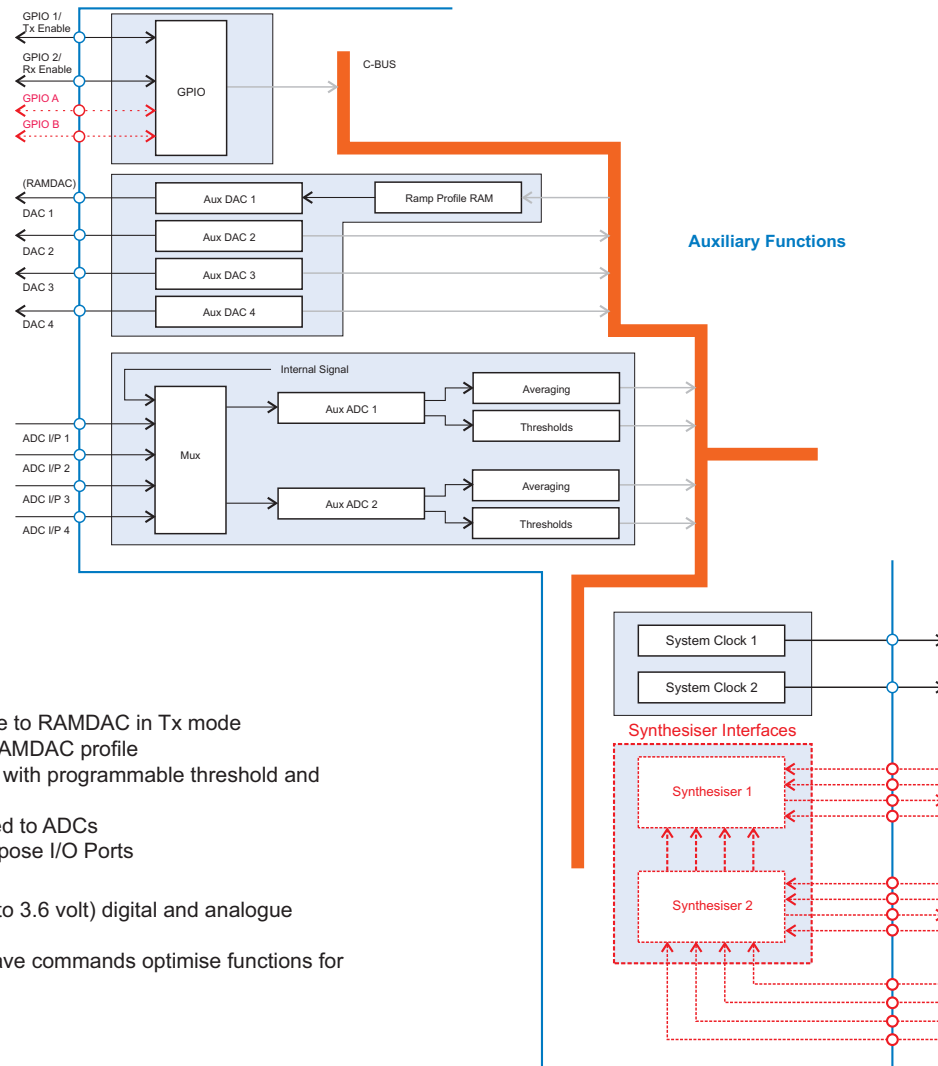 GPIO 1/
Tx Enable
GPIO 2/
Rx Enable
GPIO A
GPIO B
GPIO
C-BUS
(RAMDAC)
DAC 1
DAC 2
DAC 3
DAC 4
Aux DAC 1
Ramp Profile RAM
Aux DAC 2
Aux DAC 3
Aux DAC 4
Auxiliary Functions
Internal Signal
ADC I/P 1
ADC I/P 2
ADC I/P 3
ADC I/P 4
Mux
Aux ADC 1
Averaging
Thresholds
Aux ADC 2
Averaging
Thresholds
System Clock 1
System Clock 2
Synthesiser Interfaces
Synthesiser 1
Synthesiser 2
e to RAMDAC in Tx mode
AMDAC profile
with programmable threshold and
ed to ADCs
pose I/O Ports
to 3.6 volt) digital and analogue
ave commands optimise functions for